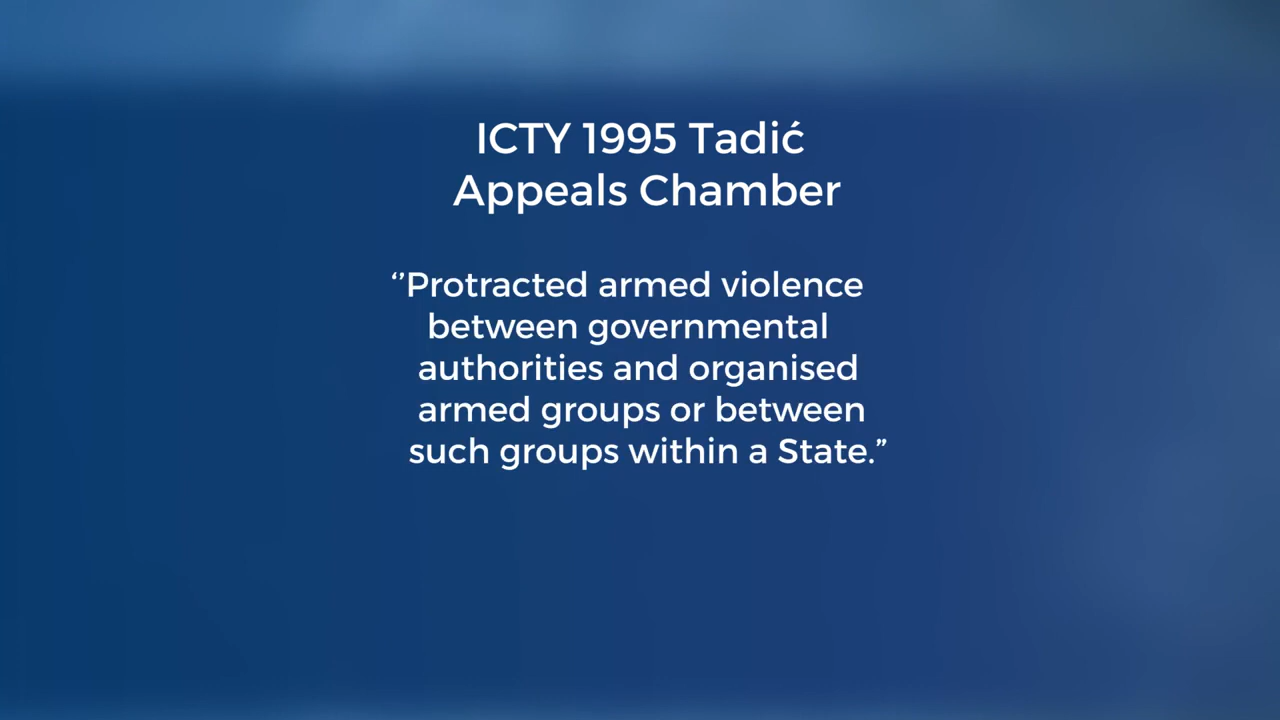 ICTY 1995 Tadić
Appeals Chamber
‘’Protracted armed violence
between governmental
authorities and organised
armed groups or between
such groups within a State.”